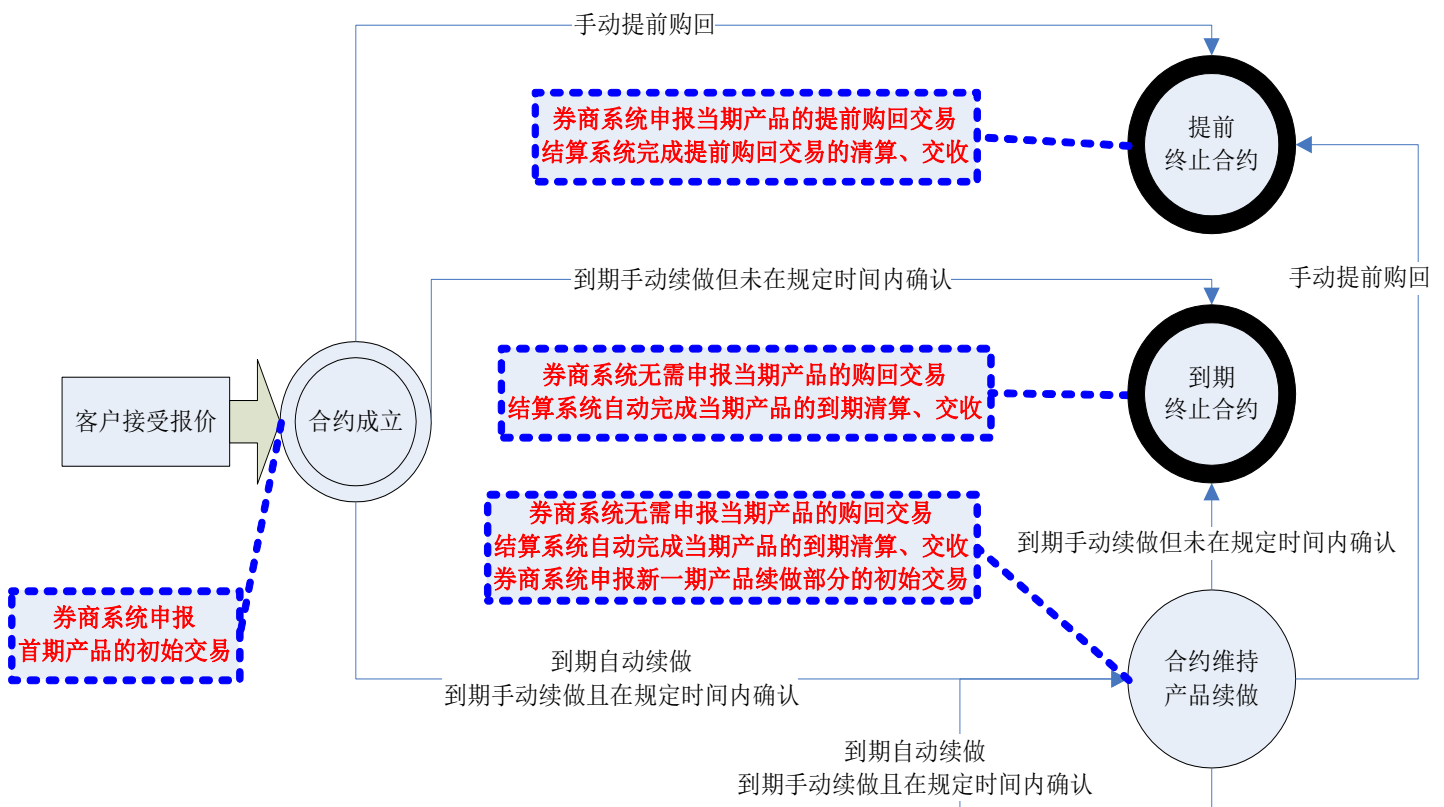 手动提前购回
券商系统申报当期产品的提前购回交易
结算系统完成提前购回交易的清算、交收
提前
终止合约
到期手动续做但未在规定时间内确认
手动提前购回
券商系统无需申报当期产品的购回交易
结算系统自动完成当期产品的到期清算、交收
到期
终止合约
客户接受报价
合约成立
券商系统无需申报当期产品的购回交易
结算系统自动完成当期产品的到期清算、交收
券商系统申报新一期产品续做部分的初始交易
到期手动续做但未在规定时间内确认
券商系统申报
首期产品的初始交易
到期自动续做
到期手动续做且在规定时间内确认
合约维持
产品续做
到期自动续做
到期手动续做且在规定时间内确认